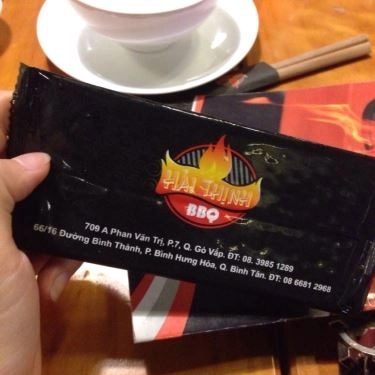 HẢI THỊNH
BBQ
709 A Phan Văn Trị, P.7, Q. Gò Vấp. ĐT: 08. 3985 1289
66/16 Đường Bình Thành, P. Bình Hưng Hòa, Q. Bình Tân. ĐT: 08 6681 2968